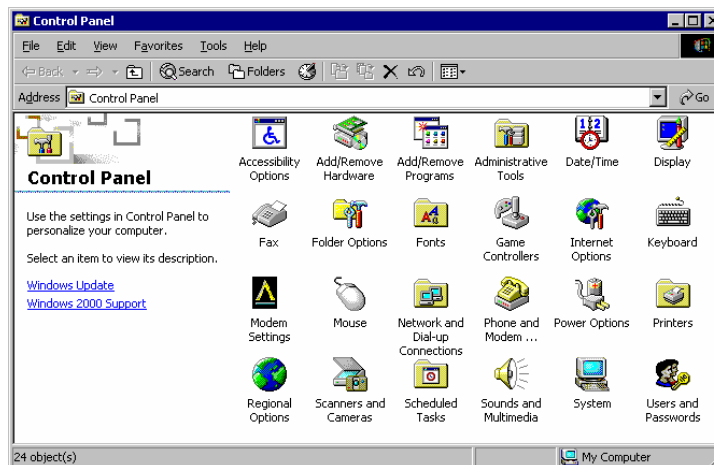 Control Panel
File Edit View Favorites Tools Help
Back Search Folders
Address Control Panel Go
Control Panel
Use the settings in Control Panel to
personalize your computer.
Select an item to view its description.
Windows Update
Windows 2000 Support
Accessibility
Options
Add/Remove
Hardware
Add/Remove
Programs
Administrative
Tools
Date/Time
Display
Fax
Folder Options
Fonts
Game
Controllers
Internet
Options
Keyboard
Modem
Settings
Mouse
Network and
Dial-up
Connections
Phone and
Modem ...
Power Options
Printers
Regional
Options
Scanners and
Cameras
Scheduled
Tasks
Sounds and
Multimedia
System
Users and
Passwords
24 object(s) My Computer